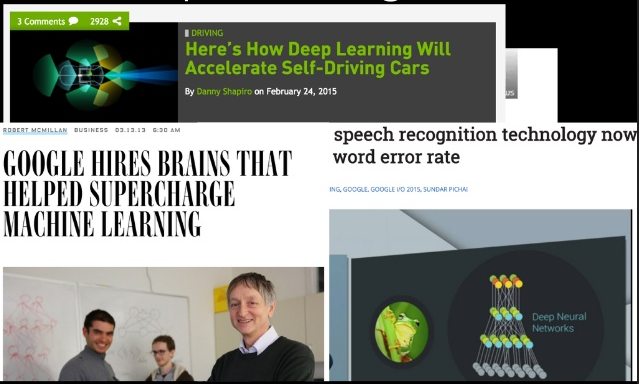 3 Comments 2928
DRIVING
Here's How Deep Learning Will
Accelerate Self-Driving Cars
By Danny Shapiro on February 24, 2015
us
ROBERT MCMILLAN BUSINESS 03.13.13 6:30 AM
GOOGLE HIRES BRAINS THAT
HELPED SUPERCHARGE
MACHINE LEARNING
speech recognition technology now
word error rate
ING, GOOGLE, GOOGLE I/O 2015, SUNDAR PICHAI
Deep Neural
Networks